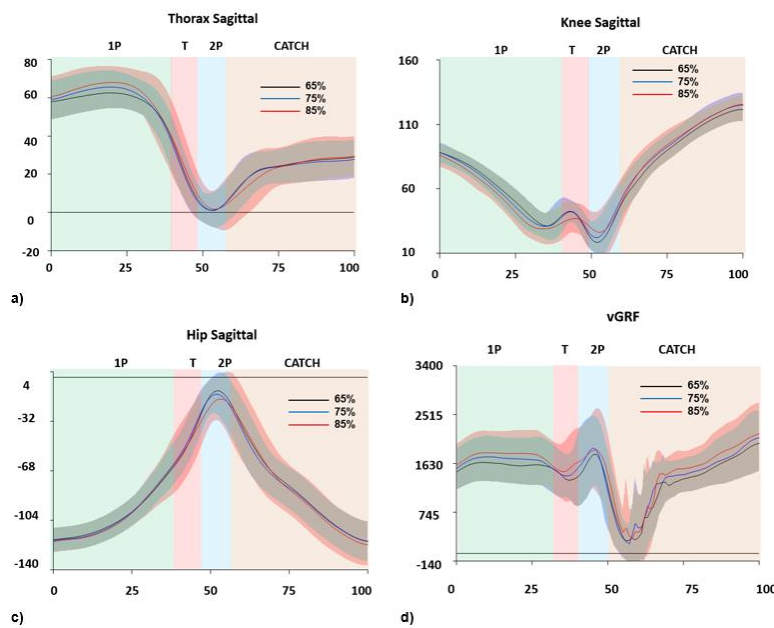 Thorax Sagittal
1P T 2P CATCH
80
60
40
20
0
-20
65%
75%
85%
0 25 50 75 100
a)
Knee Sagittal
1P T 2P CATCH
160
110
60
10
65%
75%
85%
0 25 50 75 100
b)
Hip Sagittal
1P T 2P CATCH
4
-32
-68
-104
-140
65%
75%
85%
0 25 50 75 100
c)
vGRF
1P T 2P CATCH
3400
2515
1630
745
-140
65%
75%
85%
0 25 50 75 100
d)